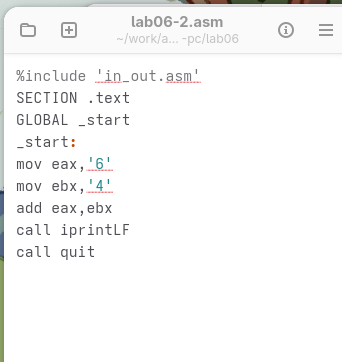 lab06-2.asm
~/work/a... -pc/lab06
%include 'in_out.asm'
SECTION .text
GLOBAL _start
_start:
mov eax,'6'
mov ebx,'4'
add eax,ebx
call iprintLF
call quit